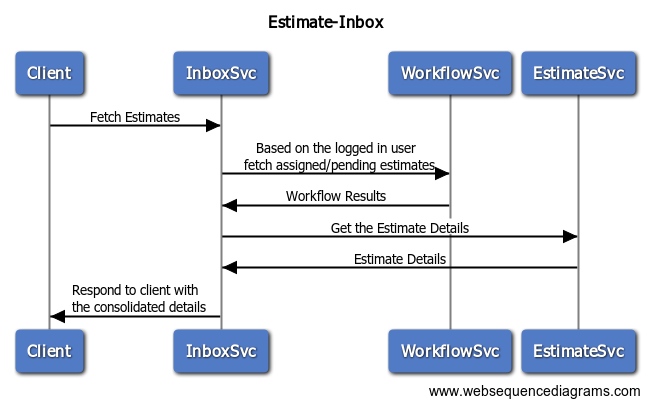 Estimate-Inbox
Client
InboxSvc
WorkflowSvc
EstimateSvc
Fetch Estimates
Based on the logged in user
fetch assigned/pending estimates
Workflow Results
Get the Estimate Details
Estimate Details
Respond to client with
the consolidated details
Client
InboxSvc
WorkflowSvc
EstimateSvc
www.websequencediagrams.com